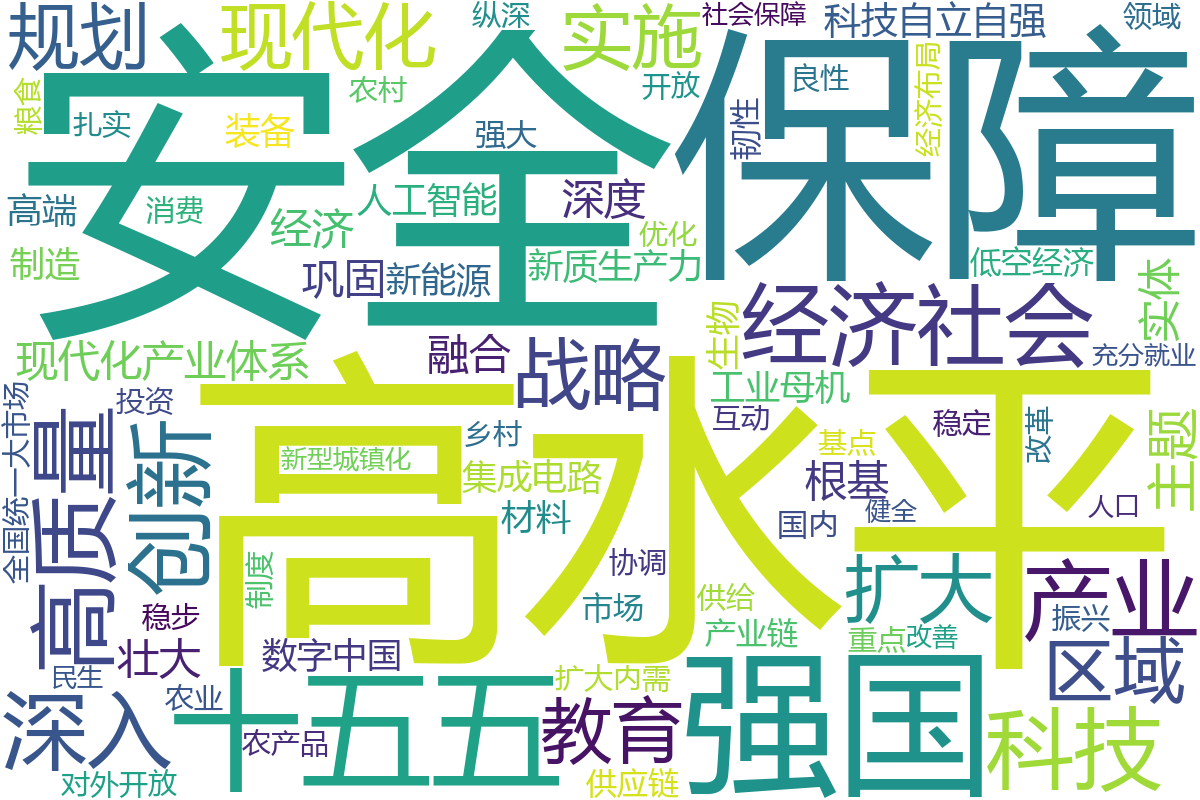 规划
现代化
纵深
实施
社会保障
科技自立自强
领域
安全
保障
粮食
扎实
农村
装备
强大
开放
韧性
良性
经济布局
高端
消费
经济
人工智能
深度
优化
制造
巩固
新能源
新质生产力
低空经济
实体
现代化产业体系
融合
战略
生物
经济社会
充分就业
工业母机
全国统一大市场
投资
高质量
创新
高水平
新型城镇化
乡村
集成电路
材料
互动
基点
稳定
改革
主题
根基
健全
国内
人口
制度
协调
市场
供给
扩大
产业
稳步
壮大
数字中国
产业链
重点
改善
振兴
区域
民生
深入
农业
十五五
农产品
扩大内需
教育
强国
科技
对外开放
供应链